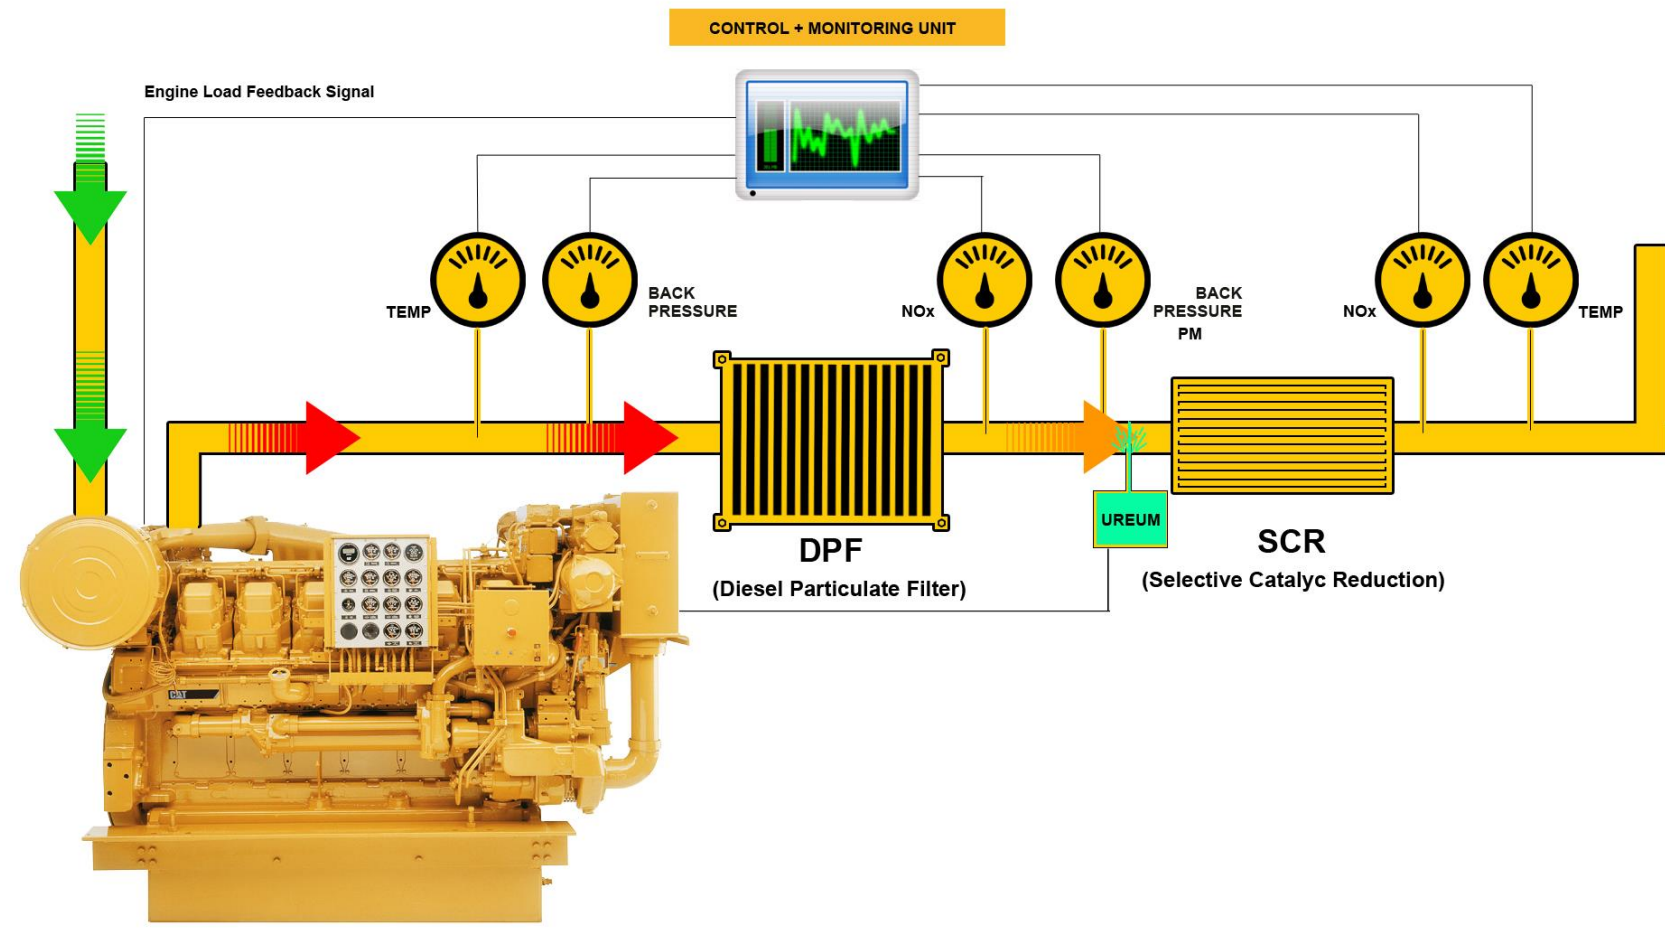 CONTROL + MONITORING UNIT
Engine Load Feedback Signal
TEMP
BACK
PRESSURE
NOx
BACK
PRESSURE
PM
NOx
TEMP
UREUM
DPF
(Diesel Particulate Filter)
SCR
(Selective Catalyc Reduction)
CAT